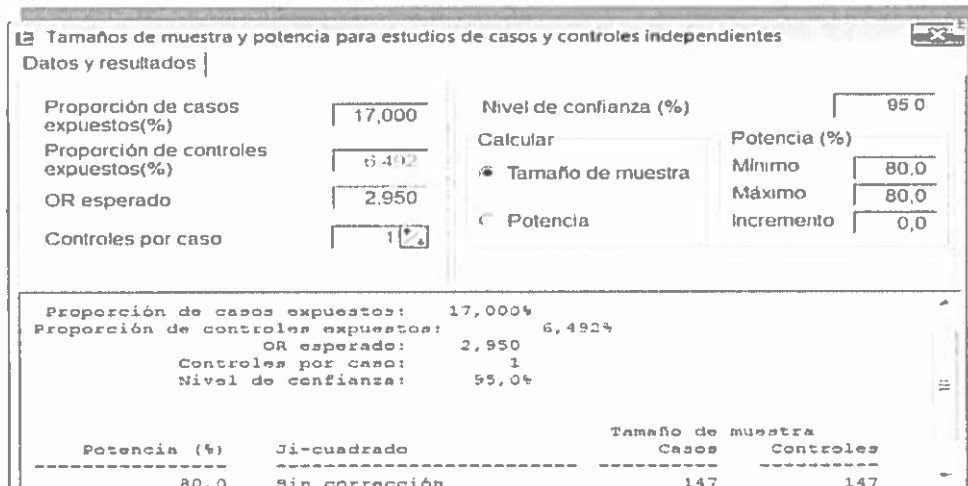 Tamaños de muestra y potencia para estudios de casos y controles independientes
Datos y resultados
Proporción de casos
expuestos(%)
17,000
Proporción de controles
expuestos(%)
6.492
OR esperado
2,950
Controles por caso
1
Nivel de confianza (%)
95.0
Calcular
Tamaño de muestra
Potencia
Potencia (%)
Mínimo
80,0
Máximo
80,0
Incremento
0,0
Proporción de casos expuestos: 17,000%
Proporción de controles expuestos: 6,492%
OR esperado: 2,950
Controles por caso: 1
Nivel de confianza: 95,0%
Tamaño de muestra
Potencia (%) Ji-cuadrado Casos Controles
80,0 Sin corrección 147 147